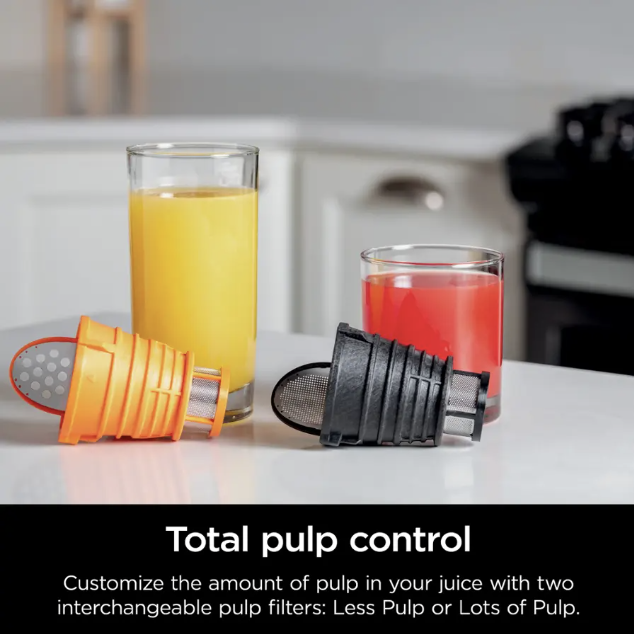 Total pulp control
Customize the amount of pulp in your juice with two
interchangeable pulp filters: Less Pulp or Lots of Pulp.